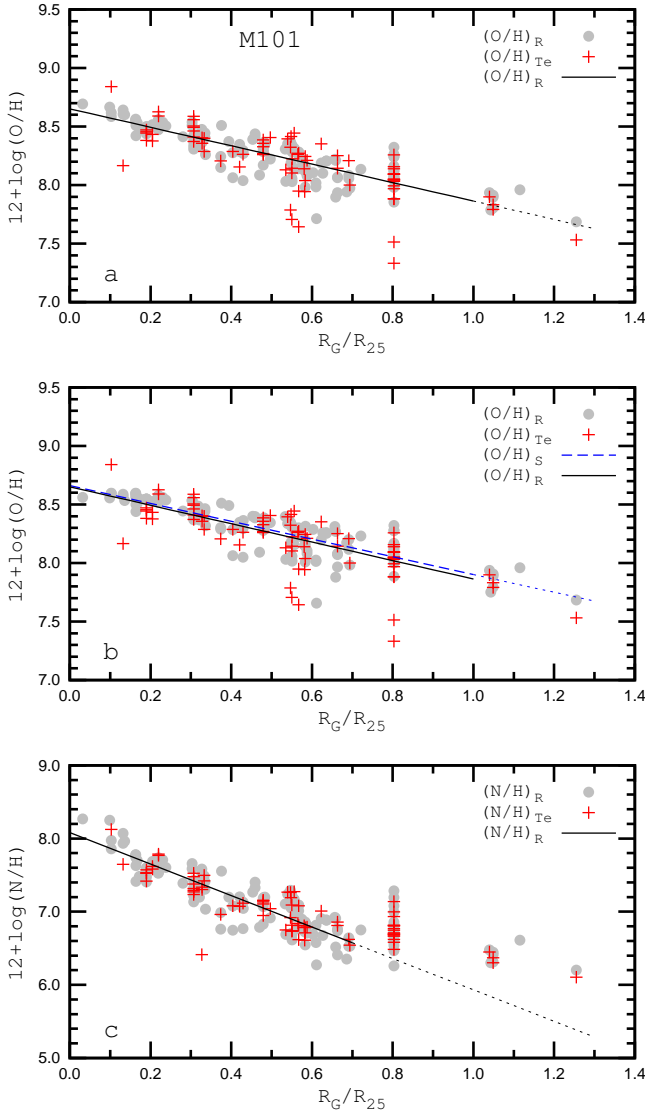 M101
(O/H)R
(O/H)Te
(O/H)R
12+log(O/H)
9.5
9.0
8.5
8.0
7.5
7.0
a
0.0 0.2 0.4 0.6 0.8 1.0 1.2 1.4
RG/R25
(O/H)R
(O/H)Te
(O/H)S
(O/H)R
12+log(O/H)
9.5
9.0
8.5
8.0
7.5
7.0
b
0.0 0.2 0.4 0.6 0.8 1.0 1.2 1.4
RG/R25
(N/H)R
(N/H)Te
(N/H)R
12+log(N/H)
9.0
8.0
7.0
6.0
5.0
c
0.0 0.2 0.4 0.6 0.8 1.0 1.2 1.4
RG/R25